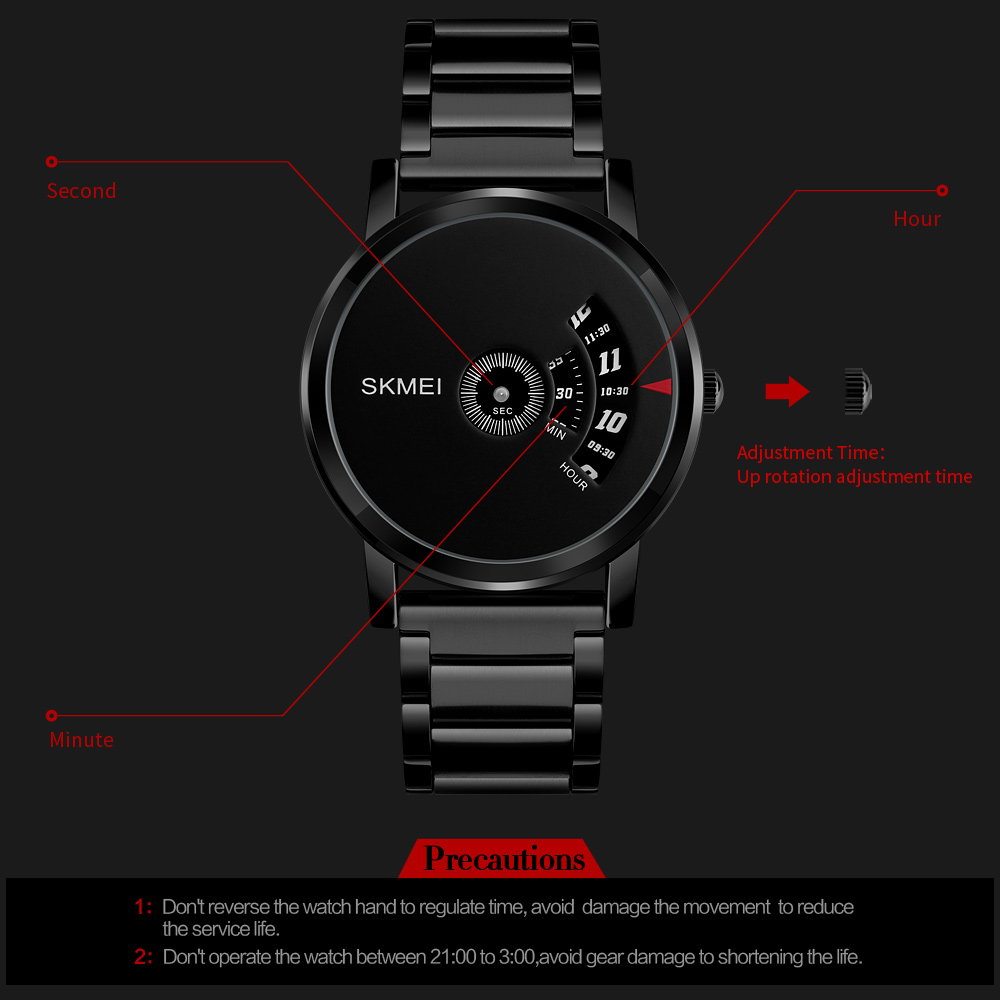 Second
Hour
12
11:30
11
SKMEI
30
10:30
SEC
10
MIN
09:30
HOUR
Adjustment Time:
Up rotation adjustment time
Minute
Precautions
1: Don't reverse the watch hand to regulate time, avoid damage the movement to reduce
the service life.
2: Don't operate the watch between 21:00 to 3:00,avoid gear damage to shortening the life.